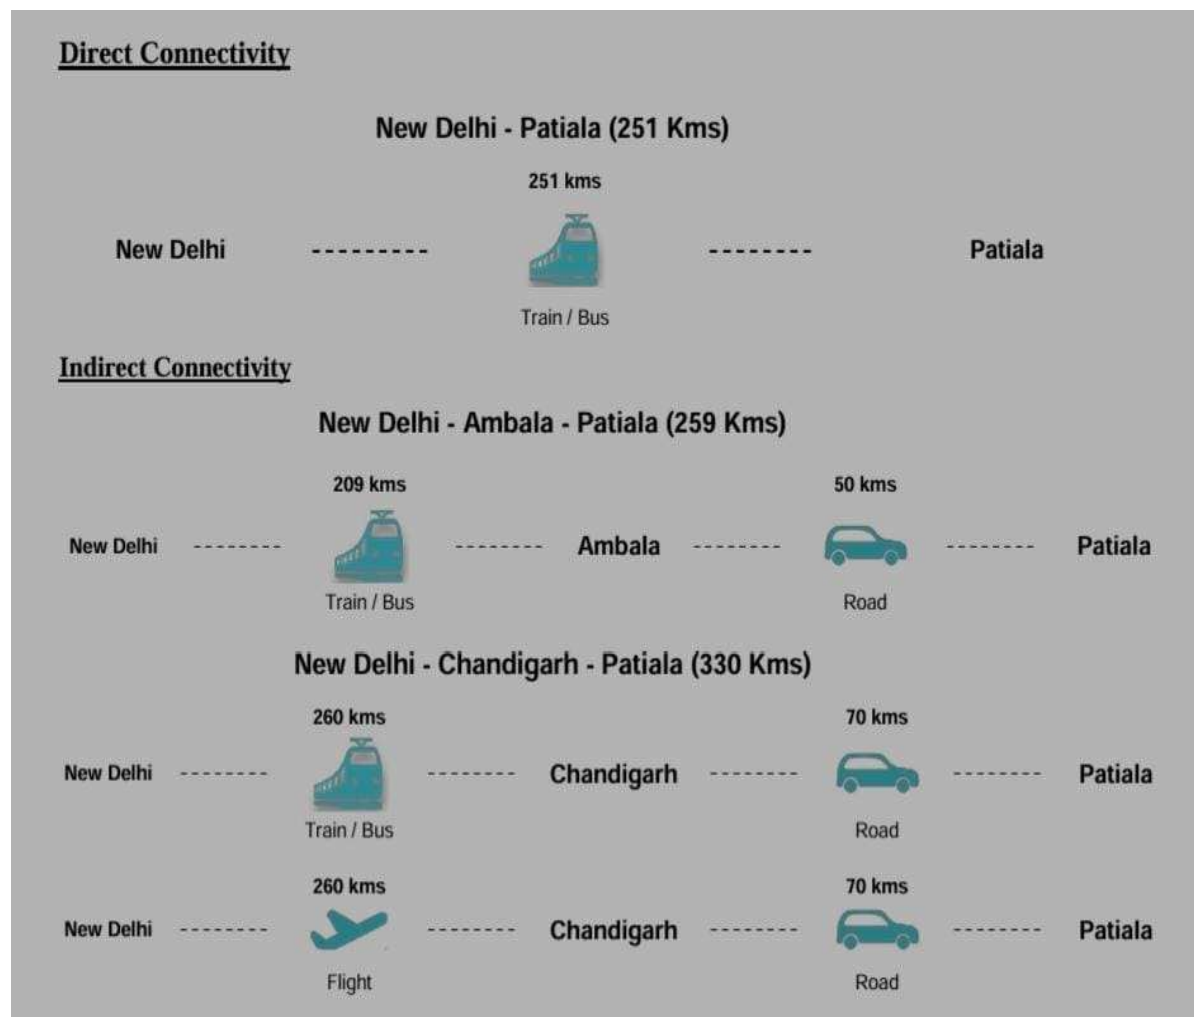 Direct Connectivity
New Delhi - Patiala (251 Kms)
251 kms
New Delhi --------- -------- Patiala
Train / Bus
Indirect Connectivity
New Delhi - Ambala - Patiala (259 Kms)
209 kms 50 kms
New Delhi -------- -------- Ambala -------- -------- Patiala
Train / Bus Road
New Delhi - Chandigarh - Patiala (330 Kms)
260 kms 70 kms
New Delhi -------- -------- Chandigarh -------- -------- Patiala
Train / Bus Road
260 kms 70 kms
New Delhi -------- -------- Chandigarh -------- -------- Patiala
Flight Road